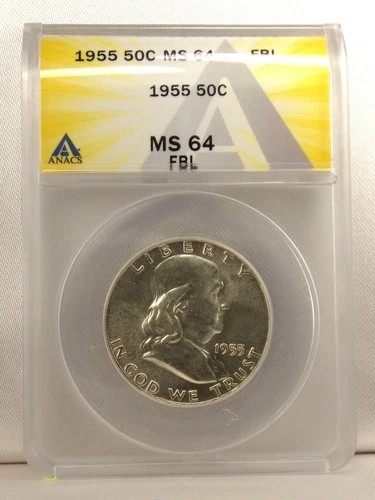 1955 50C MS 64 FBL
1955 50C
MS 64
FBL
ANACS
LIBERTY
1955
IN GOD WE TRUST